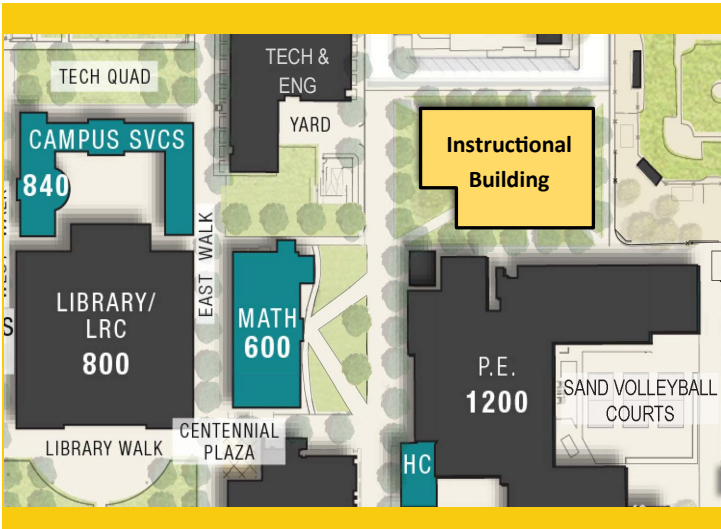 TECH QUAD
TECH &
ENG
YARD
CAMPUS SVCS
840
Instructional
Building
EAST WALK
LIBRARY/
LRC
800
MATH
600
P.E.
1200
SAND VOLLEYBALL
COURTS
CENTENNIAL
PLAZA
LIBRARY WALK
HC